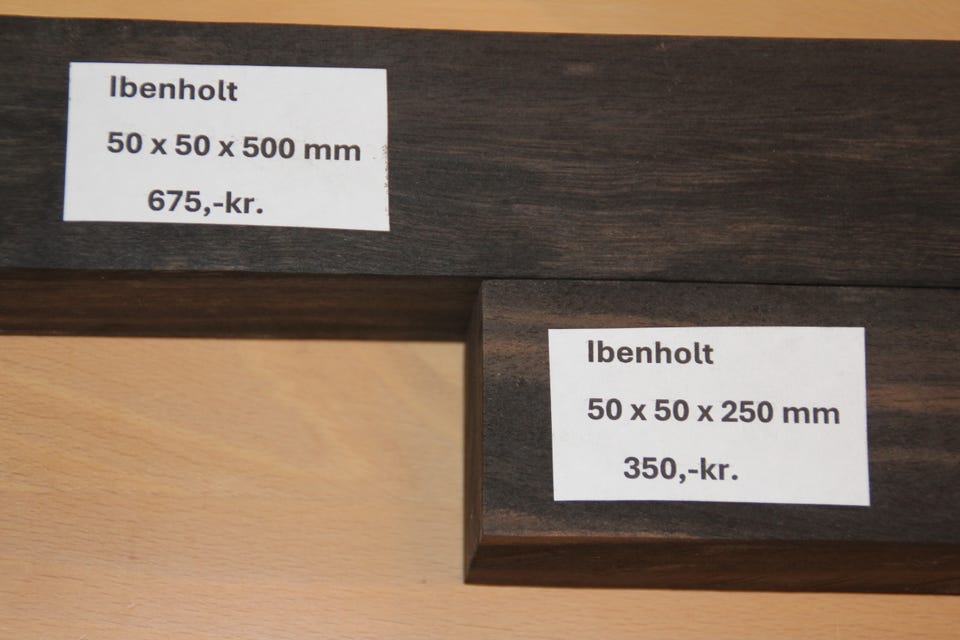 Ibenholt
50 x 50 x 500 mm
675,-kr.
Ibenholt
50 x 50 x 250 mm
350,-kr.